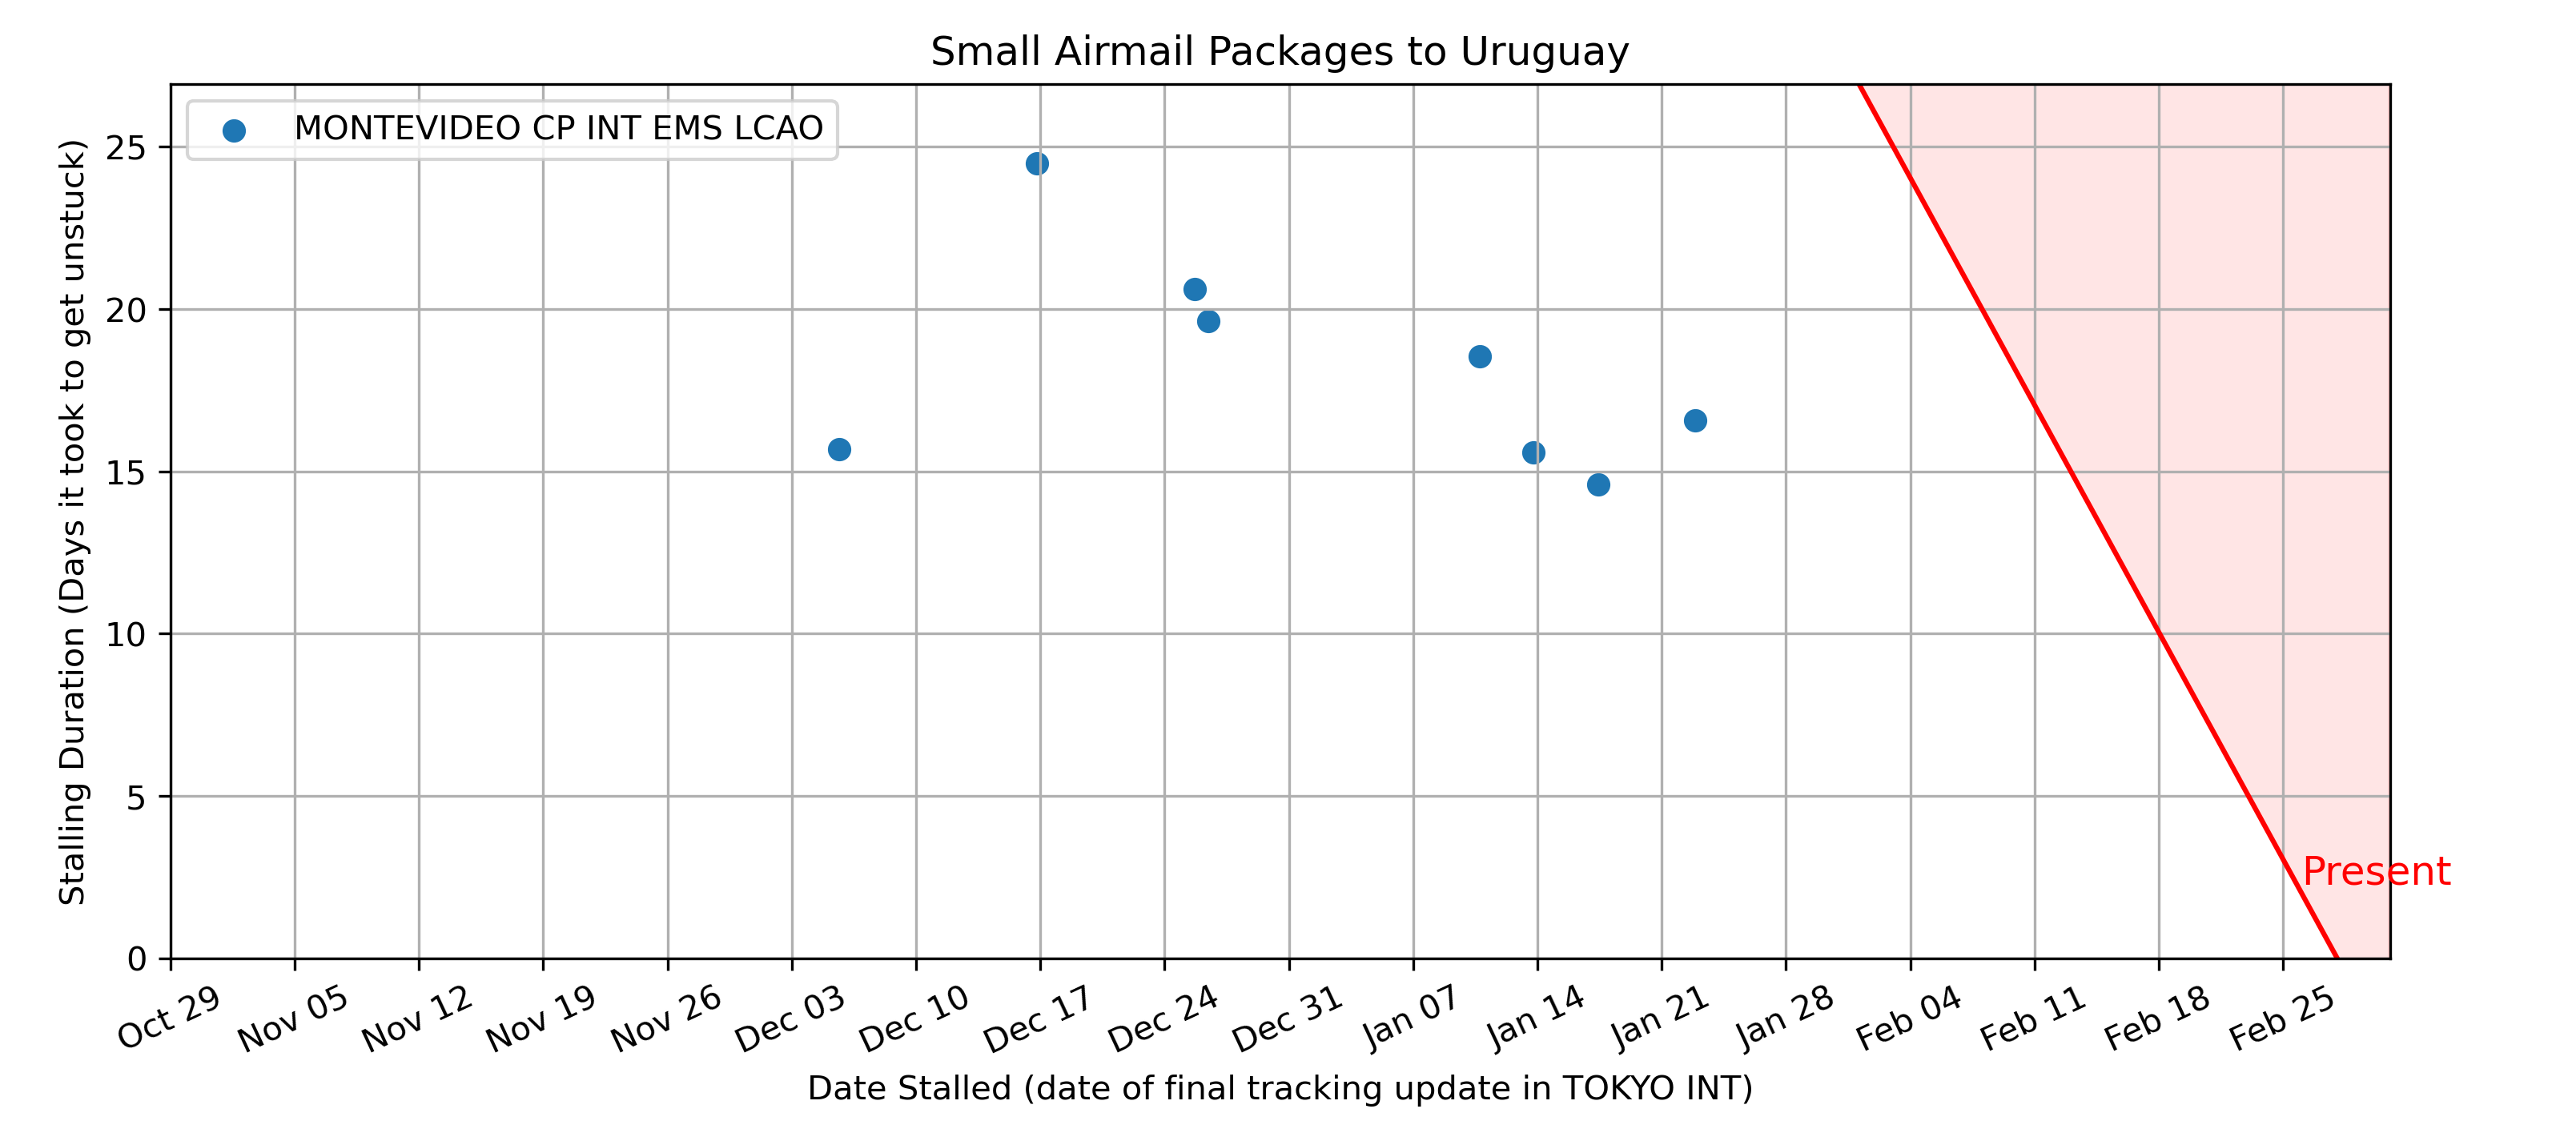 Small Airmail Packages to Uruguay
MONTEVIDEO CP INT EMS LCAO
Stalling Duration (Days it took to get unstuck)
25
20
15
10
5
0
Present
Oct 29
Nov 05
Nov 12
Nov 19
Nov 26
Dec 03
Dec 10
Dec 17
Dec 24
Dec 31
Jan 07
Jan 14
Jan 21
Jan 28
Feb 04
Feb 11
Feb 18
Feb 25
Date Stalled (date of final tracking update in TOKYO INT)